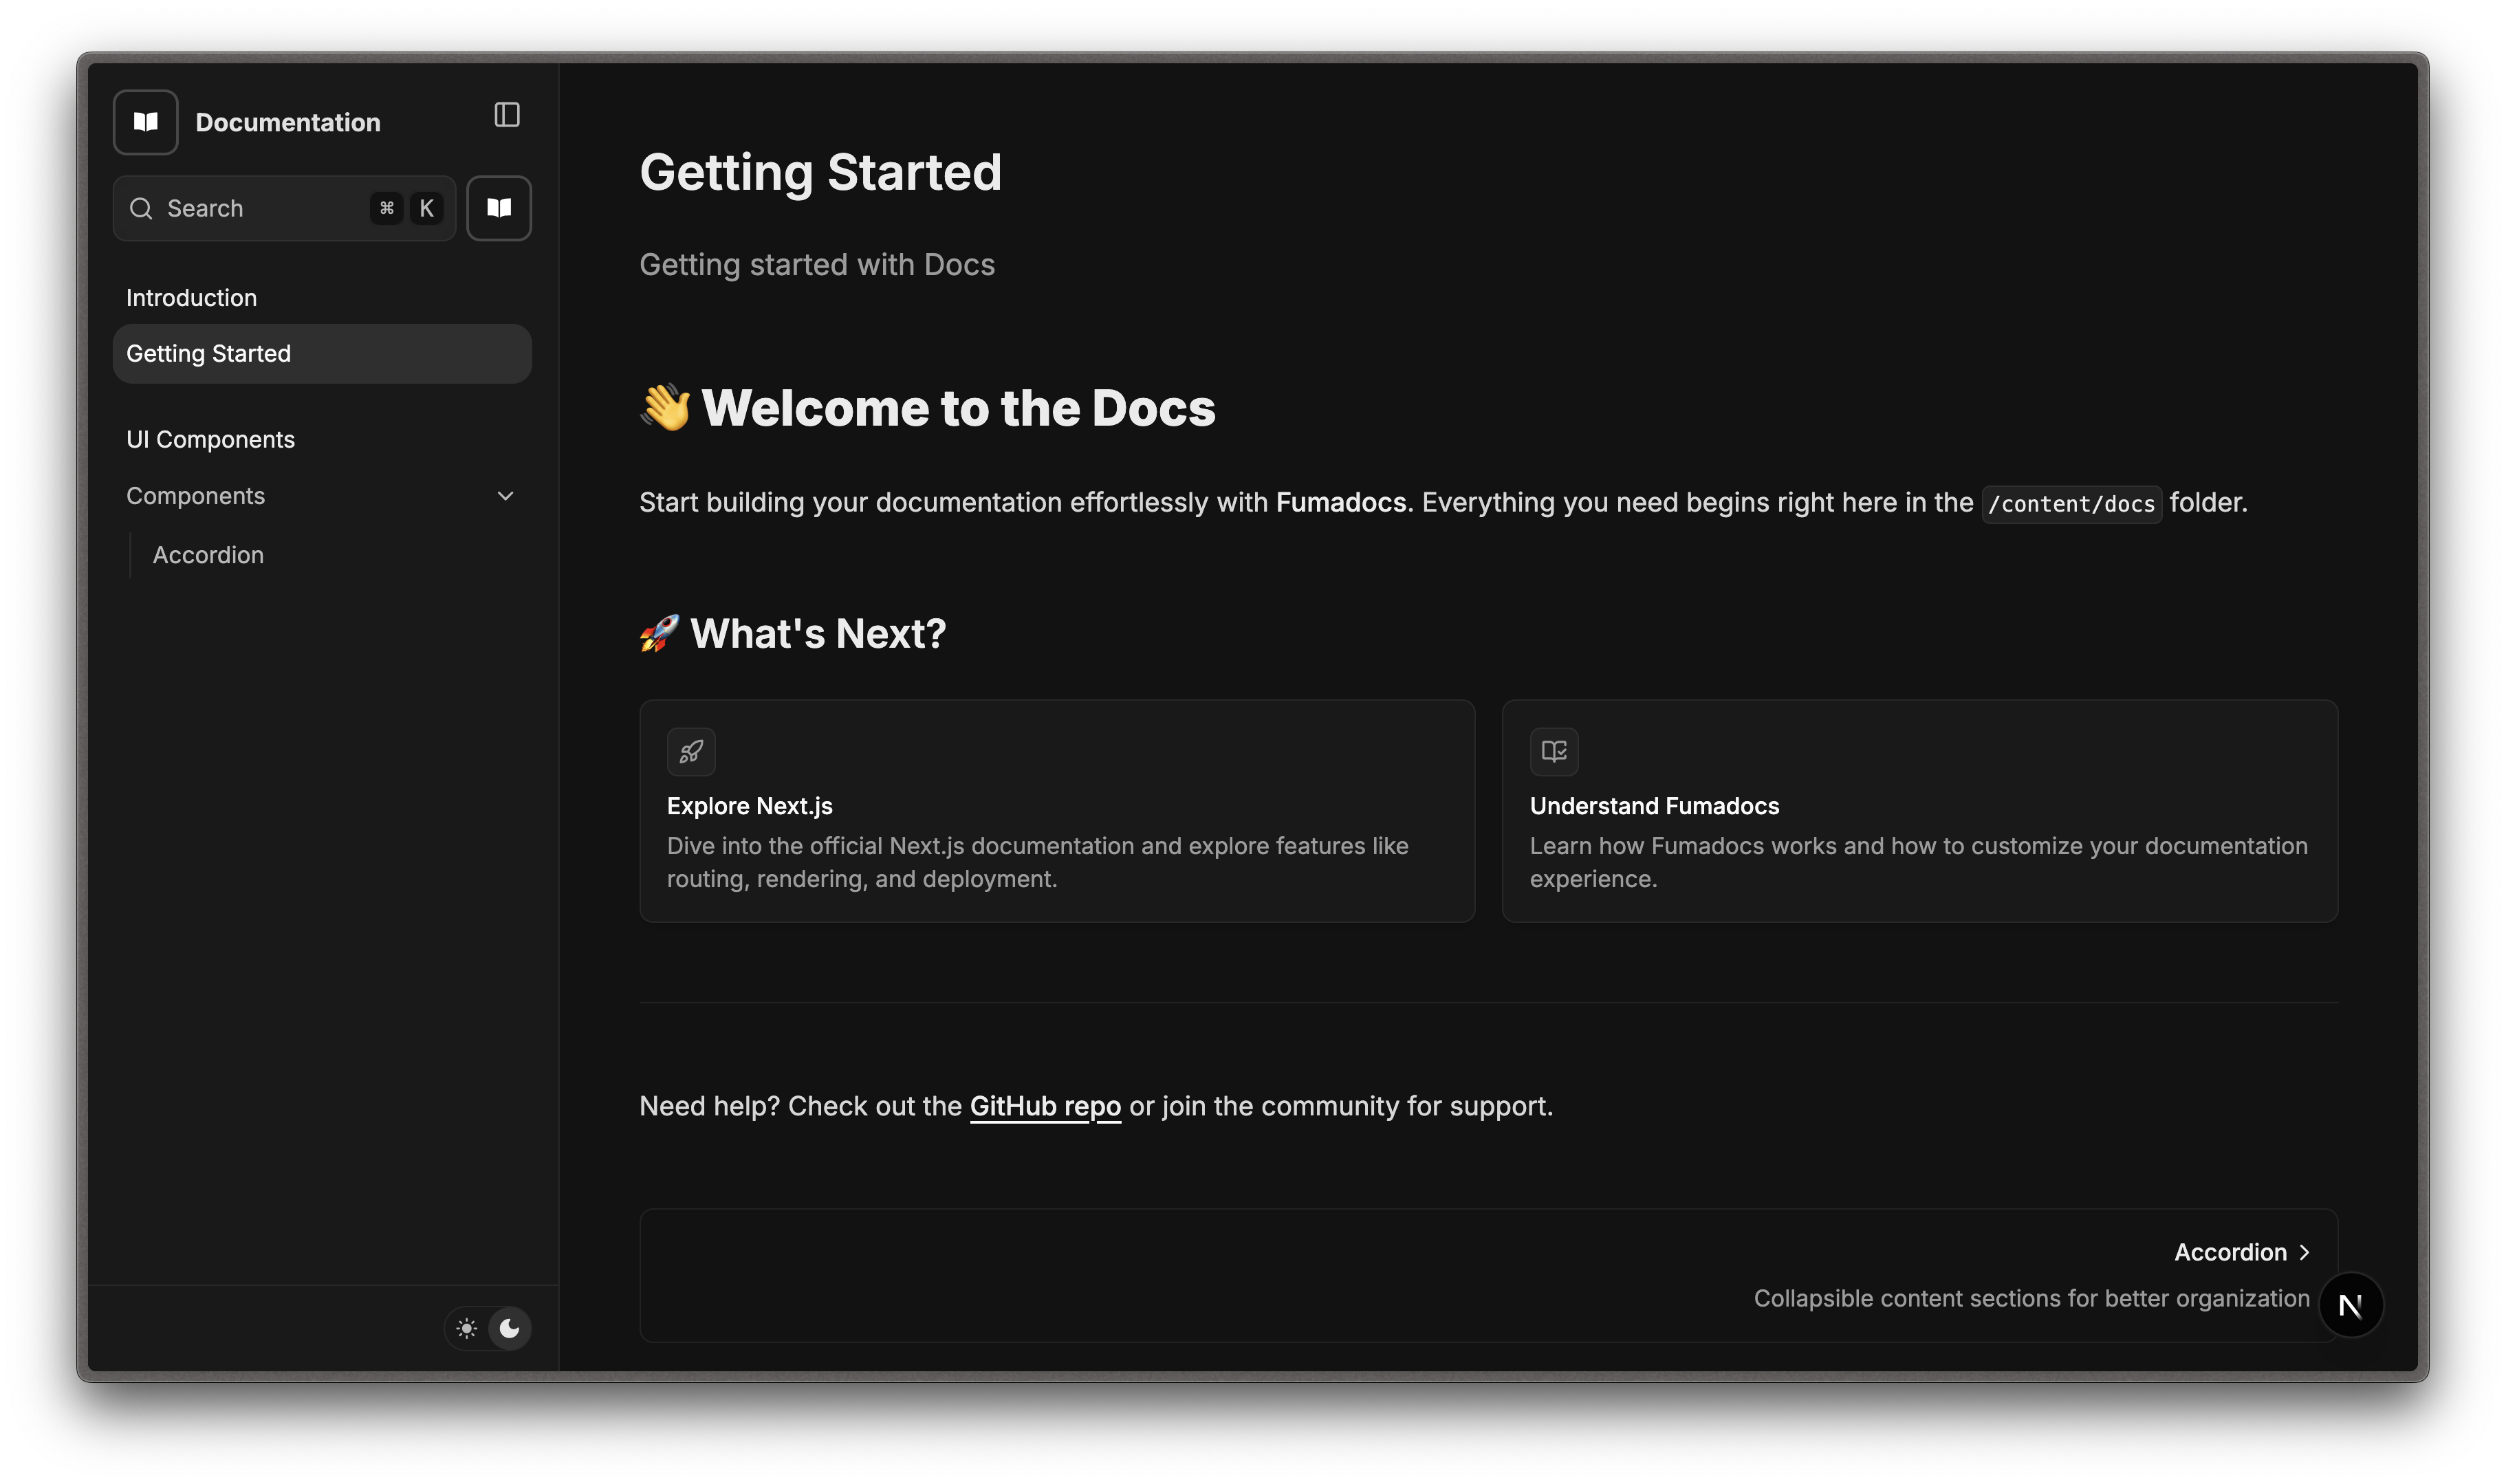 Documentation
Search ⌘ K
Introduction
Getting Started
UI Components
Components
Accordion
Getting Started
Getting started with Docs
👋 Welcome to the Docs
Start building your documentation effortlessly with Fumadocs. Everything you need begins right here in the /content/docs folder.
🚀 What's Next?
Explore Next.js
Dive into the official Next.js documentation and explore features like
routing, rendering, and deployment.
Understand Fumadocs
Learn how Fumadocs works and how to customize your documentation
experience.
Need help? Check out the GitHub repo or join the community for support.
Accordion
Collapsible content sections for better organization
N